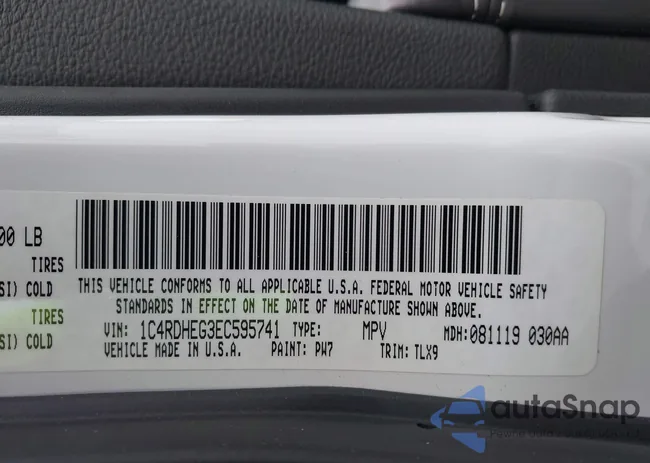 00 LB
TIRES
SI) COLD
TIRES
SI) COLD
THIS VEHICLE CONFORMS TO ALL APPLICABLE U.S.A. FEDERAL MOTOR VEHICLE SAFETY
STANDARDS IN EFFECT ON THE DATE OF MANUFACTURE SHOWN ABOVE.
VIN: 1C4RDHEG3EC595741 TYPE: MPV MDH:081119 030AA
VEHICLE MADE IN U.S.A. PAINT: PW7 TRIM: TLX9
autoSnap